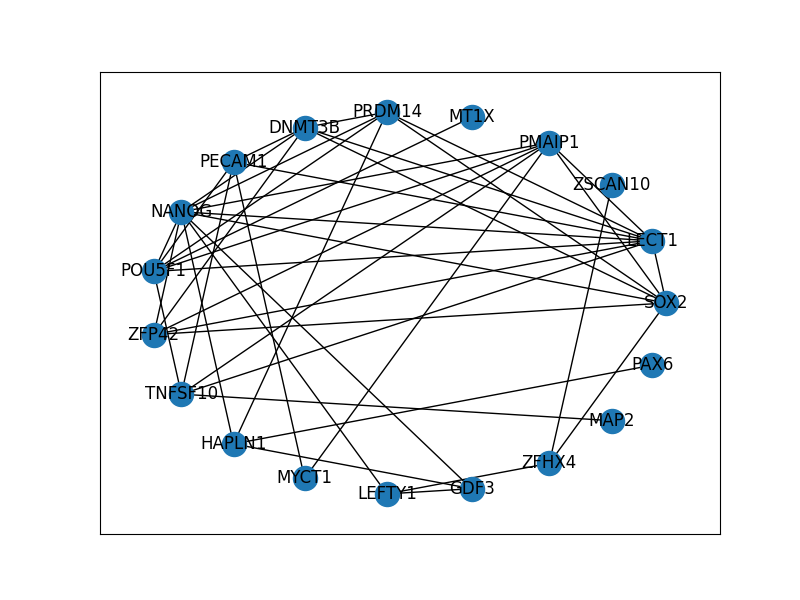 PRDM14
MT1X
DNMT3B
PMAIP1
PECAM1
ZSCAN10
NANOG
LECT1
POU5F1
SOX2
ZFP42
PAX6
TNFSF10
MAP2
HAPLN1
ZFHX4
MYCT1
GDF3
LEFTY1